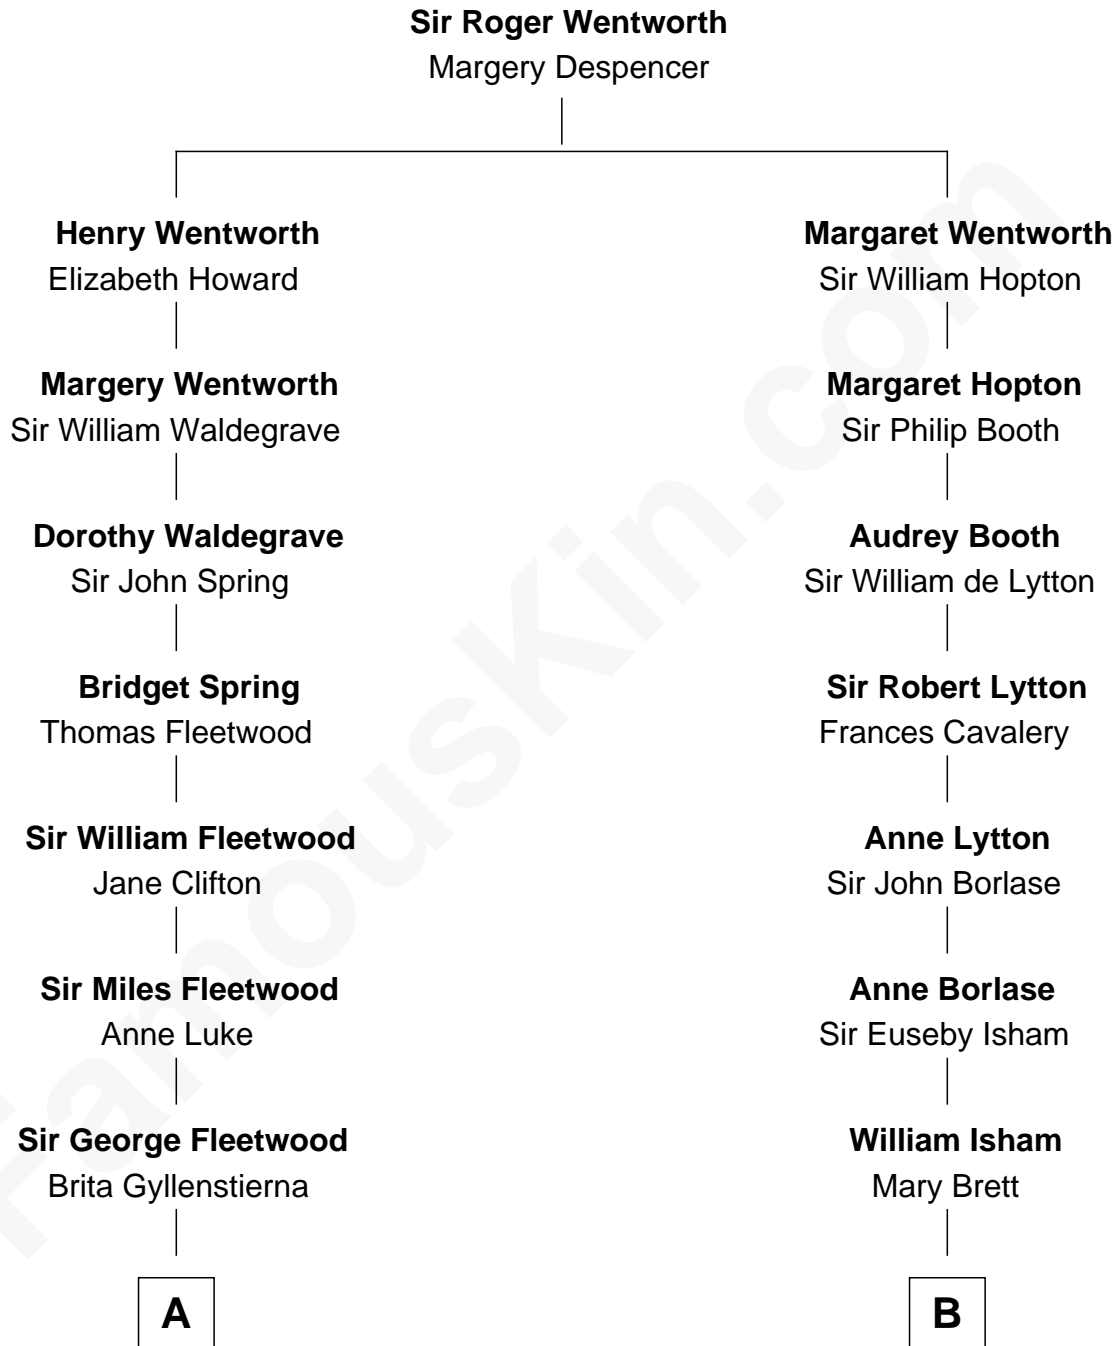 Sir Roger Wentworth
Margery Despencer
Henry Wentworth
Elizabeth Howard
Margery Wentworth
Sir William Waldegrave
Dorothy Waldegrave
Sir John Spring
Bridget Spring
Thomas Fleetwood
Sir William Fleetwood
Jane Clifton
Sir Miles Fleetwood
Anne Luke
Sir George Fleetwood
Brita Gyllenstierna
A
Margaret Wentworth
Sir William Hopton
Margaret Hopton
Sir Philip Booth
Audrey Booth
Sir William de Lytton
Sir Robert Lytton
Frances Cavalery
Anne Lytton
Sir John Borlase
Anne Borlase
Sir Euseby Isham
William Isham
Mary Brett
B
FamousKin.com